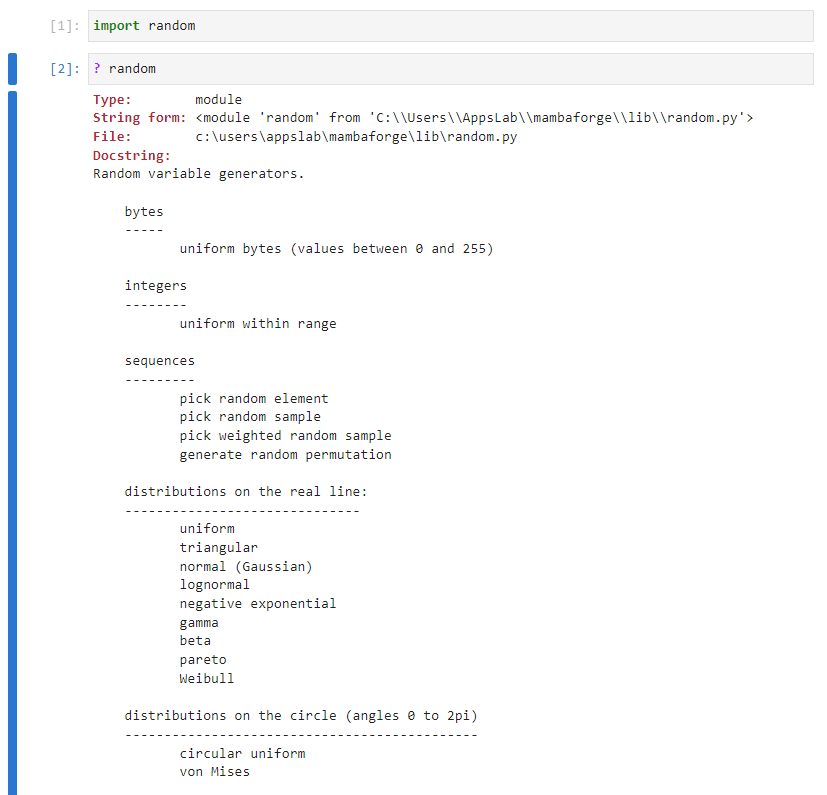 [1]: import random
[2]: ? random
Type:        module
String form: <module 'random' from 'C:\\Users\\AppsLab\\mambaforge\\lib\\random.py'>
File:        c:\users\appslab\mambaforge\lib\random.py
Docstring:
Random variable generators.
    bytes
    -----
           uniform bytes (values between 0 and 255)
    integers
    --------
           uniform within range
    sequences
    ---------
           pick random element
           pick random sample
           pick weighted random sample
           generate random permutation
    distributions on the real line:
    ------------------------------
           uniform
           triangular
           normal (Gaussian)
           lognormal
           negative exponential
           gamma
           beta
           pareto
           Weibull
    distributions on the circle (angles 0 to 2pi)
    ---------------------------------------------
           circular uniform
           von Mises